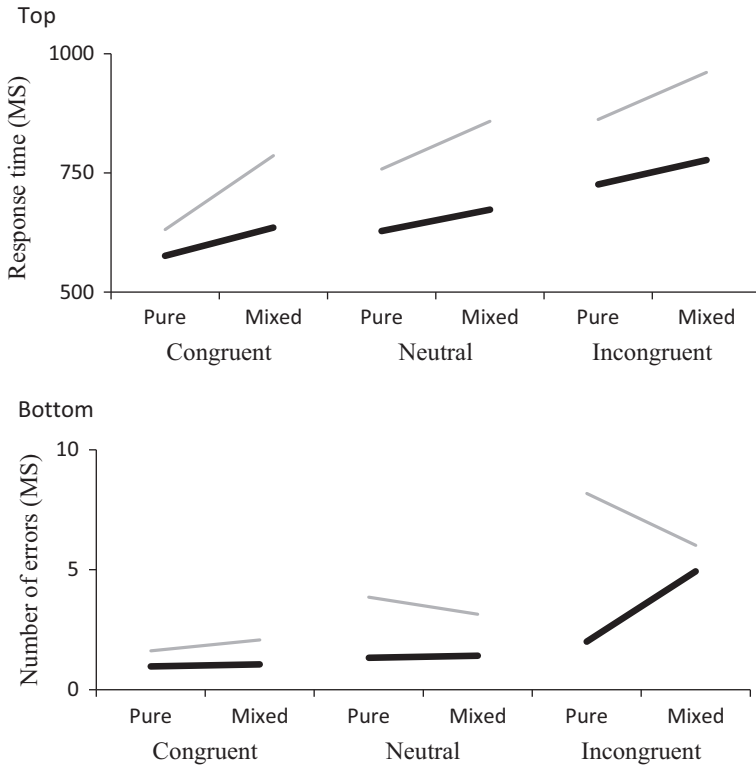 Top
1000
750
500
Response time (MS)
Pure Mixed Pure Mixed Pure Mixed
Congruent Neutral Incongruent
Bottom
10
5
0
Number of errors (MS)
Pure Mixed Pure Mixed Pure Mixed
Congruent Neutral Incongruent